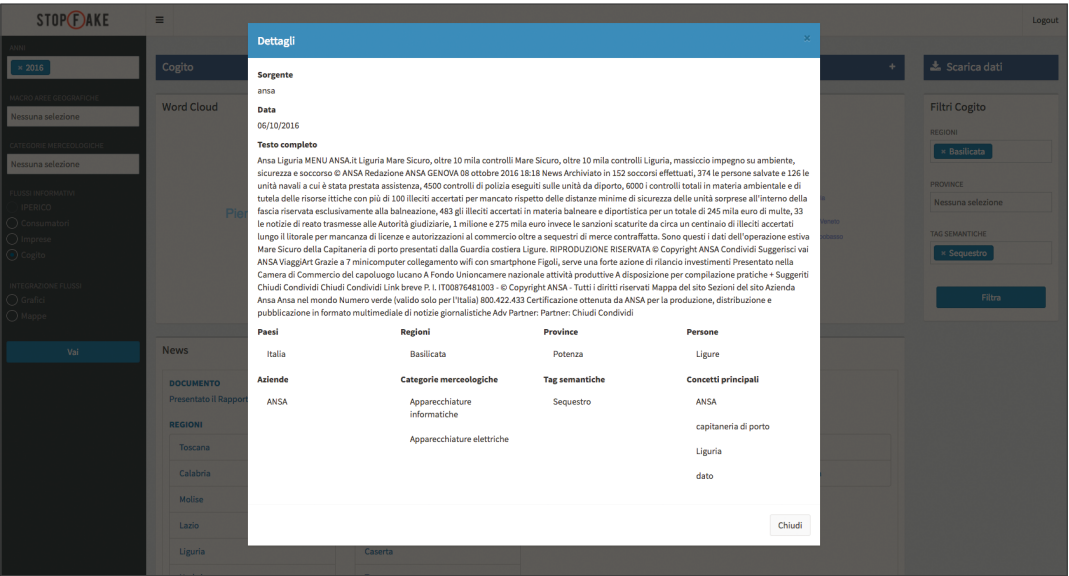 STOP FAKE
Logout
ANNI
× 2016
MACRO AREE GEOGRAFICHE
Nessuna selezione
CATEGORIE MERCEOLOGICHE
Nessuna selezione
FLUSSI INFORMATIVI
IPERICO
Consumatori
Imprese
Cogito
INTEGRAZIONE FLUSSI
Grafici
Mappe
Vai
Cogito
+
Word Cloud
Pier
News
DOCUMENTO
Presentato il Rapport
REGIONI
Toscana
Calabria
Molise
Lazio
Liguria
Caserta
Dettagli
×
Sorgente
ansa
Data
06/10/2016
Testo completo
Ansa Liguria MENU ANSA.it Liguria Mare Sicuro, oltre 10 mila controlli Mare Sicuro, oltre 10 mila controlli Liguria, massiccio impegno su ambiente,
sicurezza e soccorso © ANSA Redazione ANSA GENOVA 08 ottobre 2016 18:18 News Archiviato in 152 soccorsi effettuati, 374 le persone salvate e 126 le
unità navali a cui è stata prestata assistenza, 4500 controlli di polizia eseguiti sulle unità da diporto, 6000 i controlli totali in materia ambientale e di
tutela delle risorse ittiche con più di 100 illeciti accertati per mancato rispetto delle distanze minime di sicurezza delle unità sorprese all'interno della
fascia riservata esclusivamente alla balneazione, 483 gli illeciti accertati in materia balneare e diportistica per un totale di 245 mila euro di multe, 33
le notizie di reato trasmesse alle Autorità giudiziarie, 1 milione e 275 mila euro invece le sanzioni scaturite da circa un centinaio di illeciti accertati
lungo il litorale per mancanza di licenze e autorizzazioni al commercio oltre a sequestri di merce contraffatta. Sono questi i dati dell'operazione estiva
Mare Sicuro della Capitaneria di porto presentati dalla Guardia costiera Ligure. RIPRODUZIONE RISERVATA © Copyright ANSA Condividi Suggerisci vai
ANSA ViaggiArt Grazie a 7 minicomputer collegamento wifi con smartphone Figoli, serve una forte azione di rilancio investimenti Presentato nella
Camera di Commercio del capoluogo lucano A Fondo Unioncamere nazionale attività produttive A disposizione per compilazione pratiche + Suggeriti
Chiudi Condividi Chiudi Condividi Link breve P. I. IT00876481003 - © Copyright ANSA - Tutti i diritti riservati Mappa del sito Sezioni del sito Azienda
Ansa Ansa nel mondo Numero verde (valido solo per l'Italia) 800.422.433 Certificazione ottenuta da ANSA per la produzione, distribuzione e
pubblicazione in formato multimediale di notizie giornalistiche Adv Partner: Partner: Chiudi Condividi
Paesi Regioni Province Persone
Italia Basilicata Potenza Ligure
Aziende Categorie merceologiche Tag semantiche Concetti principali
ANSA Apparecchiature informatiche Sequestro ANSA
Apparecchiature elettriche capitaneria di porto
Liguria
dato
Chiudi
Scarica dati
Filtri Cogito
REGIONI
× Basilicata
PROVINCE
Nessuna selezione
TAG SEMANTICHE
× Sequestro
Filtra